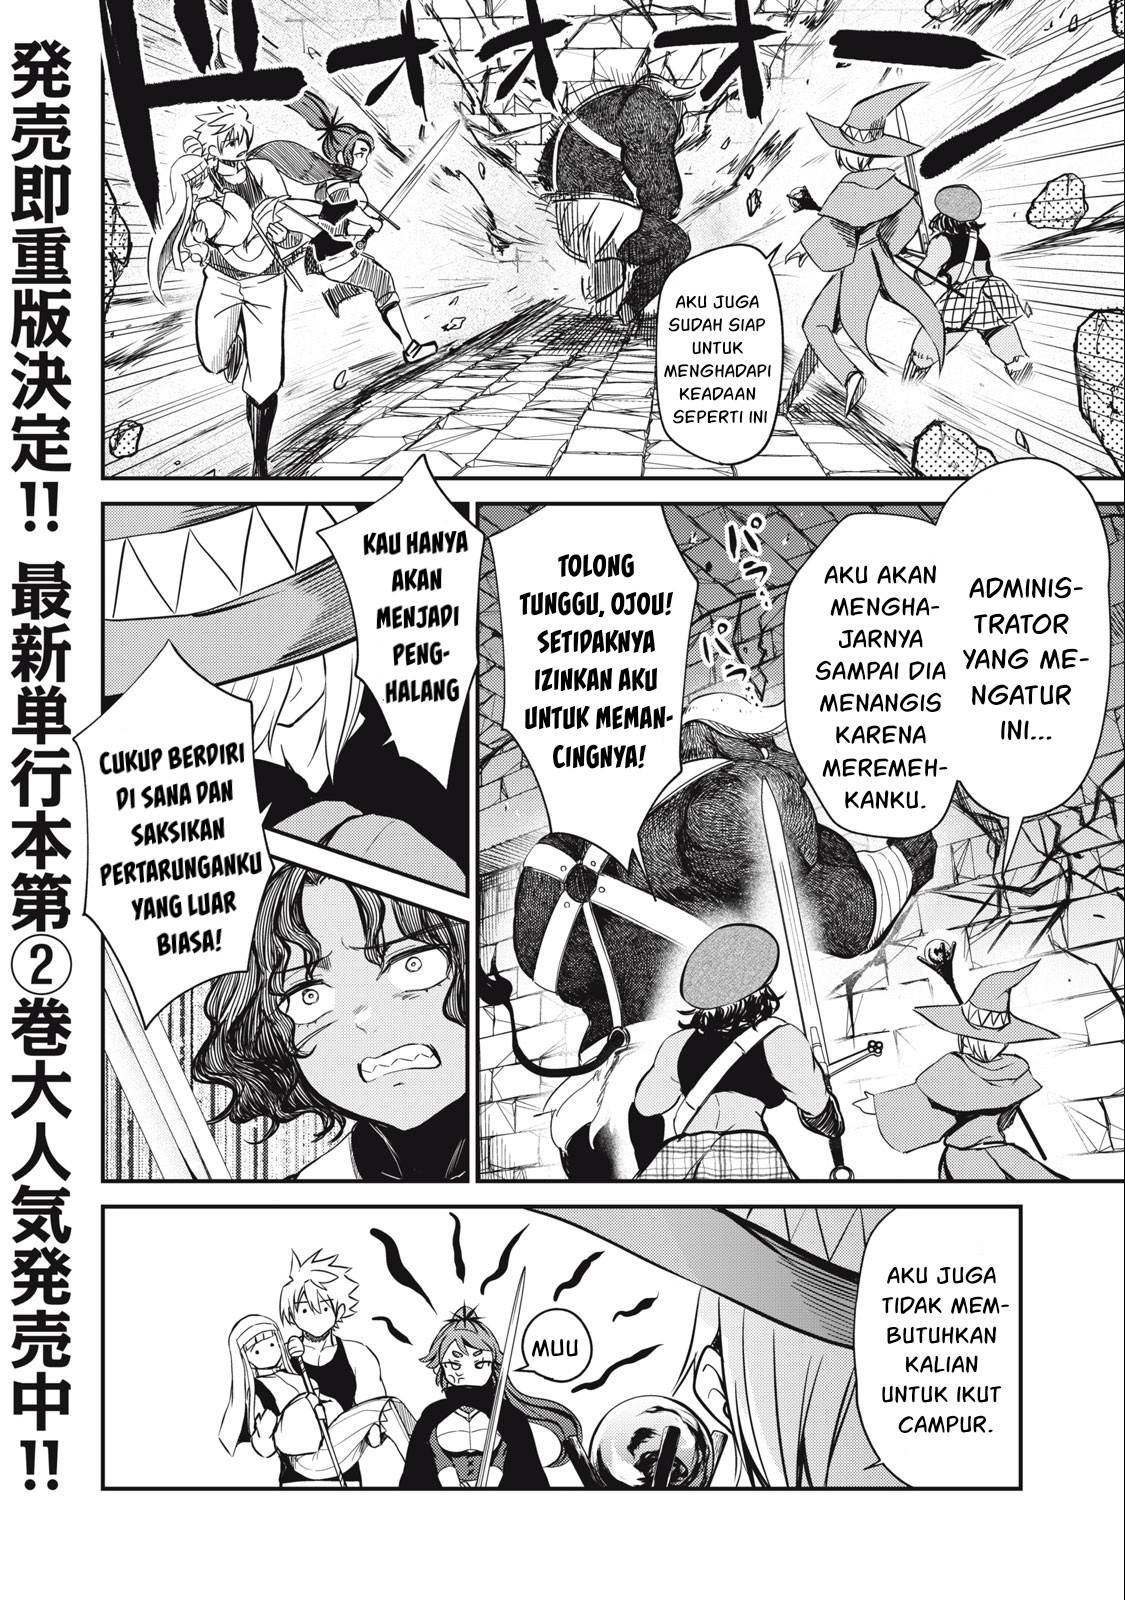 ドォォォーン
AKU JUGA
SUDAH SIAP
UNTUK
MENGHADAPI
KEADAAN
SEPERTI INI
ADMINIS-
TRATOR
YANG ME-
NGATUR
INI...
AKU AKAN
MENGHA-
JARNYA
SAMPAI DIA
MENANGIS
KARENA
MEREMEH-
KANKU.
パラ...
パラ...
TOLONG
TUNGGU, OJOU!
SETIDAKNYA
IZINKAN AKU
UNTUK MEMAN-
CINGNYA!
KAU HANYA
AKAN
MENJADI
PENG-
HALANG
CUKUP BERDIRI
DI SANA DAN
SAKSIKAN
PERTARUNGANKU
YANG LUAR
BIASA!
AKU JUGA
TIDAK MEM-
BUTUHKAN
KALIAN
UNTUK IKUT
CAMPUR.
MUU
発売即重版決定!! 最新単行本第②巻大人気発売中!!